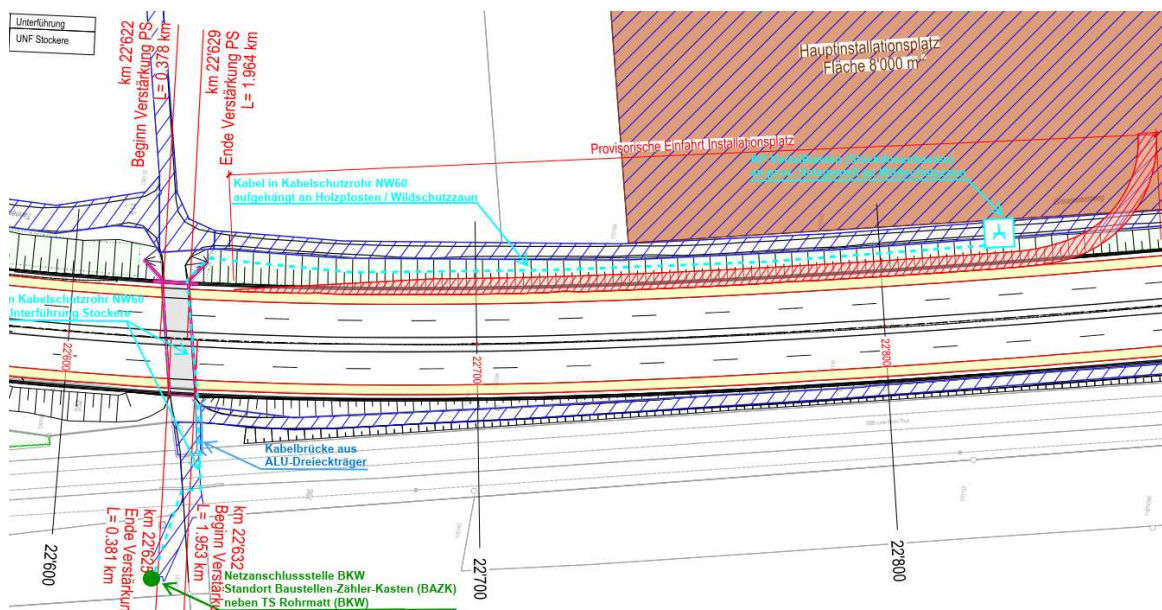 Unterführung
UNF Stockere
km 22'622
Beginn Verstärkung PS
L= 0.378 km
km 22'629
Ende Verstärkung PS
L= 1.964 km
Hauptinstallationsplatz
Fläche 8'000 m²
Provisorische Einfahrt Installationsplatz
Kabel in Kabelschutzrohr NW60
aufgehängt an Holzpfosten / Wildschutzzaun
n Kabelschutzrohr NW60
Unterführung Stockere
22'600
22'700
22'800
Kabelbrücke aus
ALU-Dreieckträger
km 22'625
Ende Verstärkun
L= 0.381 km
km 22'632
Beginn Verstärkun
L= 1.953 km
22'600
22'700
22'800
Netzanschlussstelle BKW
Standort Baustellen-Zähler-Kasten (BAZK)
neben TS Rohrmatt (BKW)